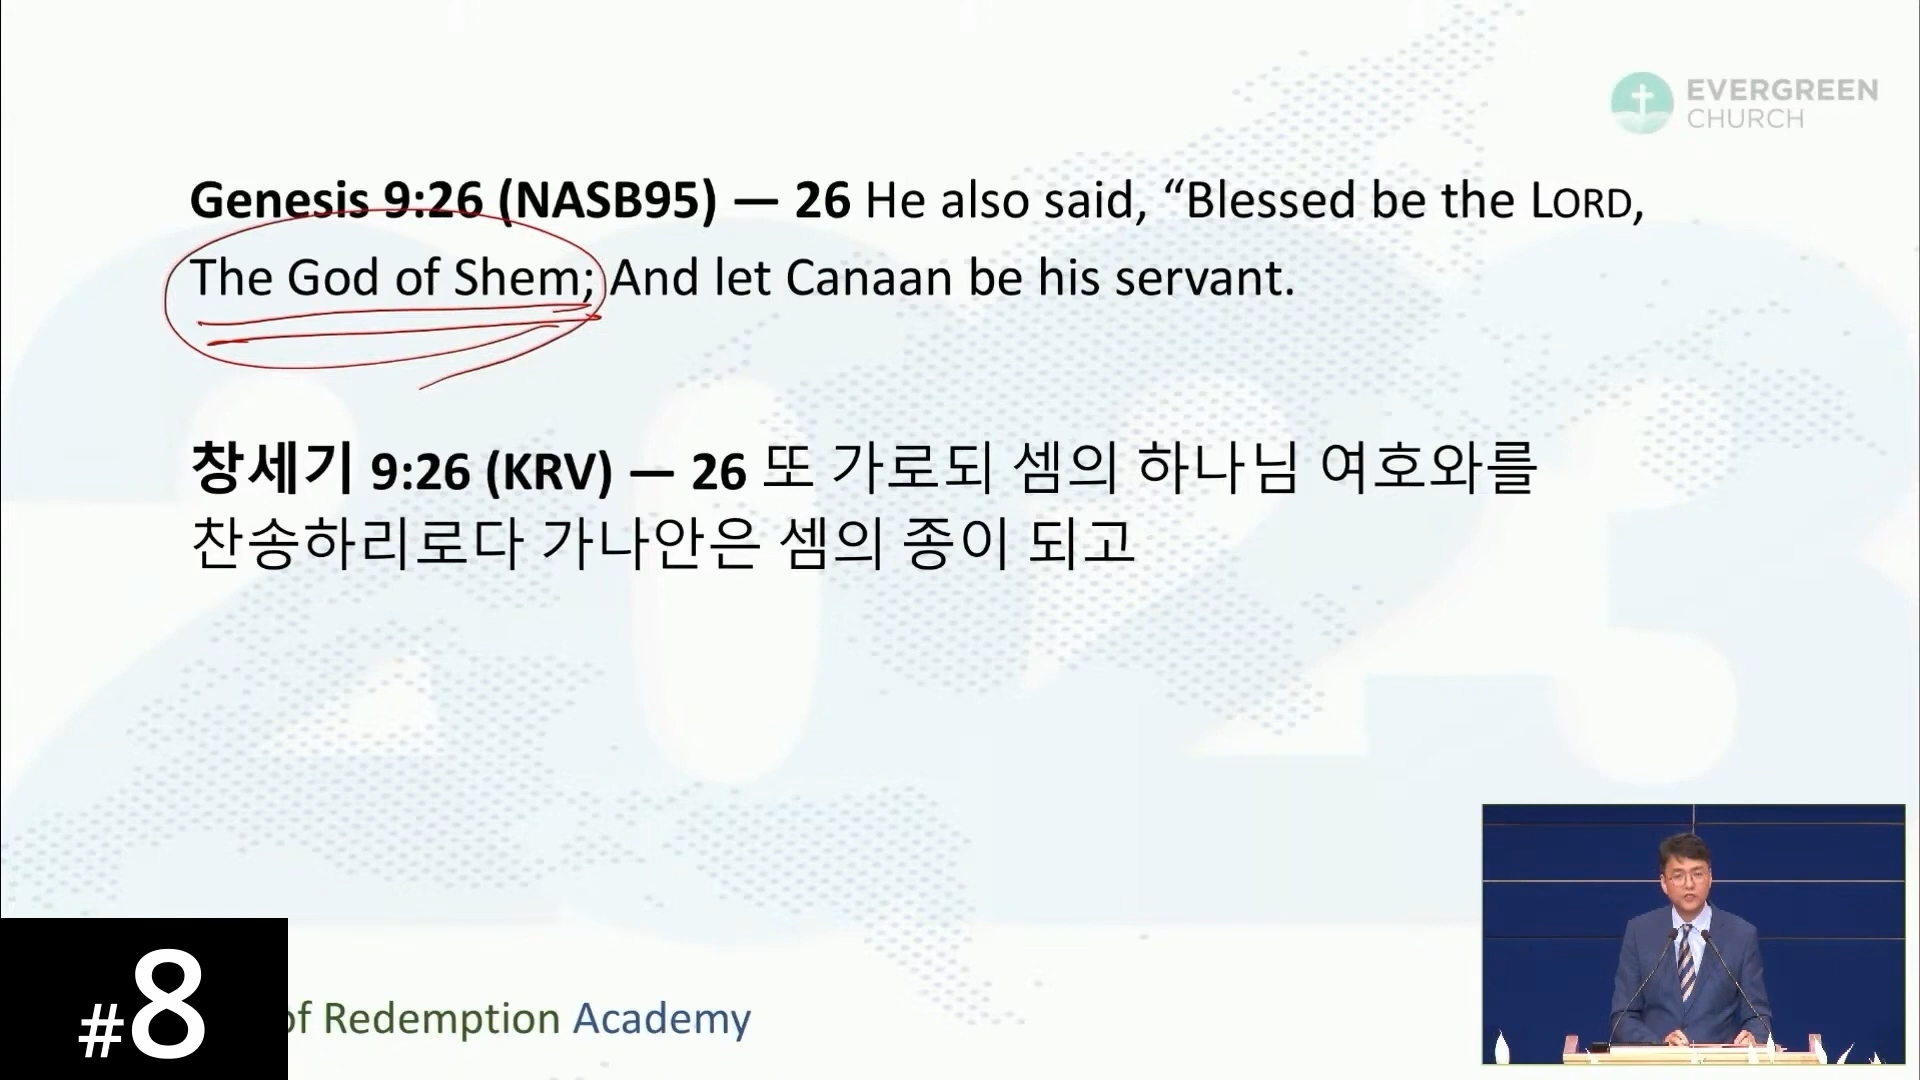 EVERGREEN
CHURCH
Genesis 9:26 (NASB95) — 26 He also said, “Blessed be the LORD,
The God of Shem; And let Canaan be his servant.
창세기 9:26 (KRV) — 26 또 가로되 셈의 하나님 여호와를
찬송하리로다 가나안은 셈의 종이 되고
#8
of Redemption Academy